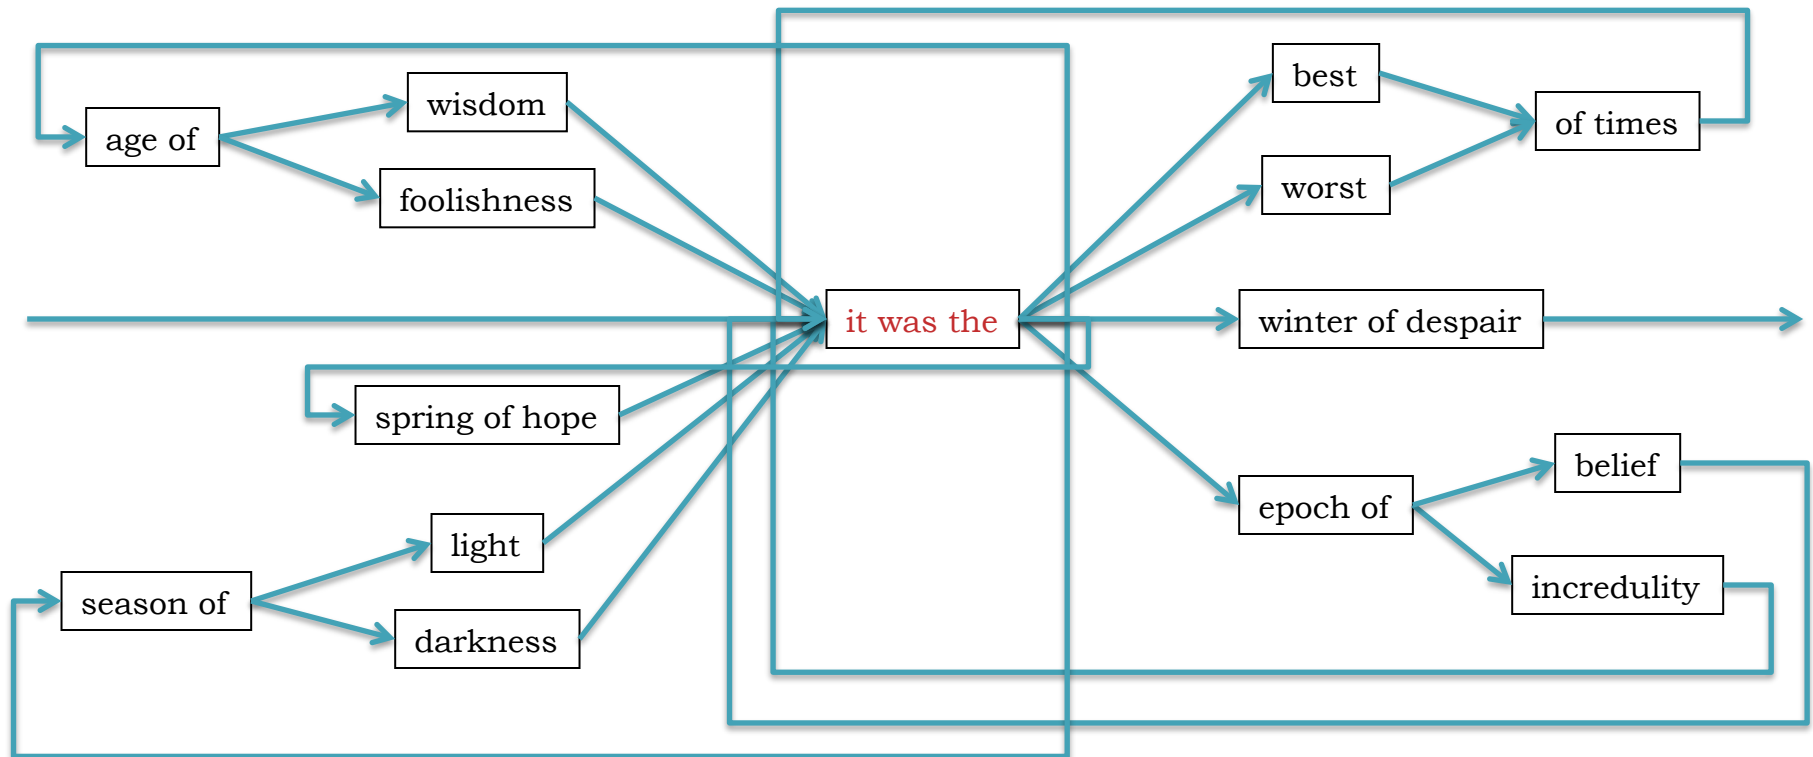 best
wisdom
of times
age of
worst
foolishness
it was the
winter of despair
spring of hope
belief
epoch of
light
incredulity
season of
darkness